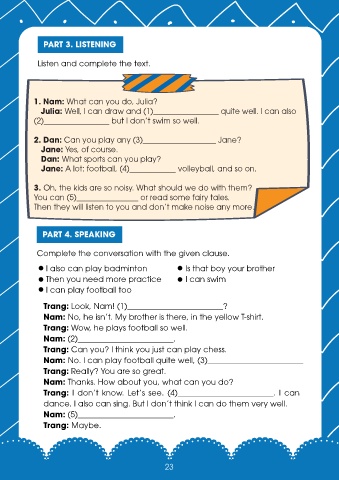 PART 3. LISTENING
Listen and complete the text.
1. Nam: What can you do, Julia?
Julia: Well, I can draw and (1)________________ quite well. I can also
(2)________________ but I don't swim so well.
2. Dan: Can you play any (3)__________________ Jane?
Jane: Yes, of course.
Dan: What sports can you play?
Jane: A lot; football, (4)___________ volleyball, and so on.
3. Oh, the kids are so noisy. What should we do with them?
You can (5)_______________ or read some fairy tales.
Then they will listen to you and don't make noise any more.
PART 4. SPEAKING
Complete the conversation with the given clause.
● I also can play badminton ● Is that boy your brother
● Then you need more practice ● I can swim
● I can play football too
Trang: Look, Nam! (1)_______________________?
Nam: No, he isn't. My brother is there, in the yellow T-shirt.
Trang: Wow, he plays football so well.
Nam: (2)_______________________.
Trang: Can you? I think you just can play chess.
Nam: No. I can play football quite well, (3)_______________________
Trang: Really? You are so great.
Nam: Thanks. How about you, what can you do?
Trang: I don't know. Let's see. (4)_______________________. I can
dance, I also can sing. But I don't think I can do them very well.
Nam: (5)_______________________.
Trang: Maybe.
23